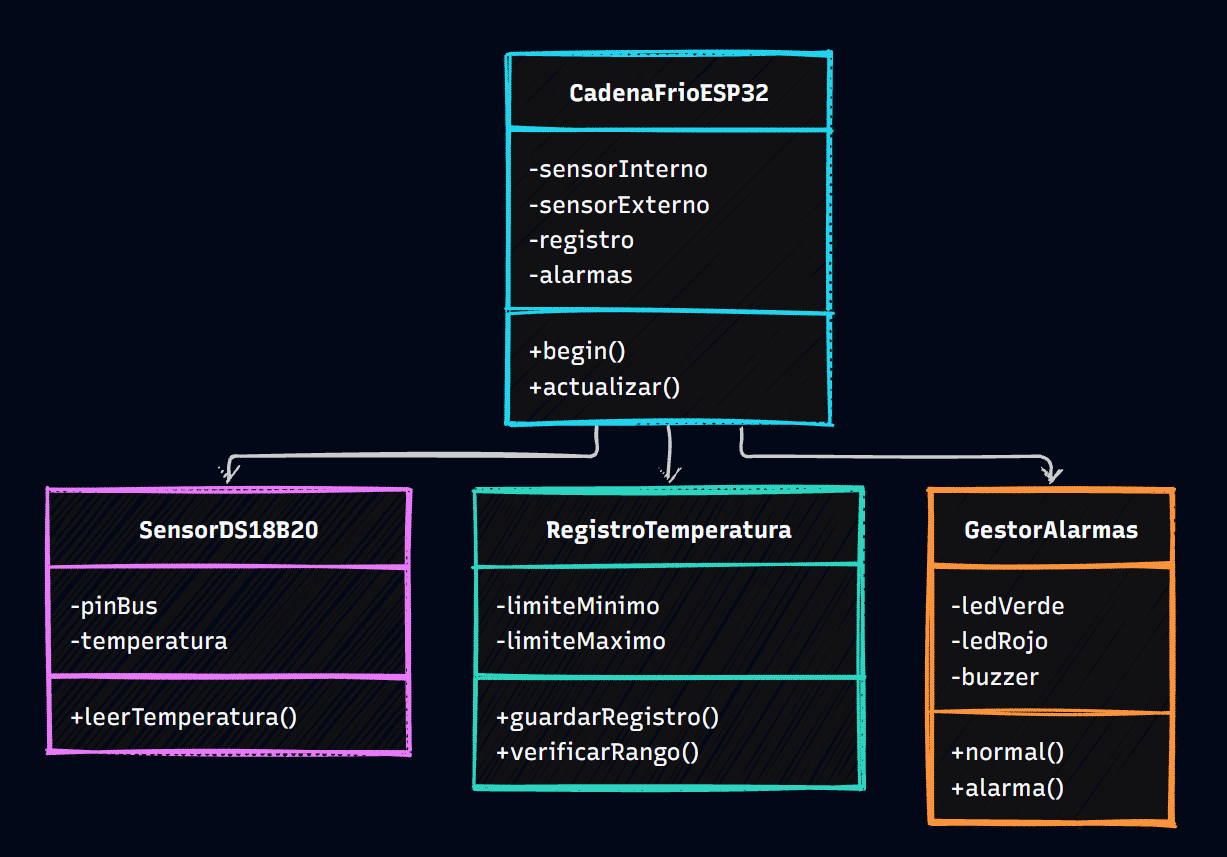 CadenaFrioESP32
-sensorInterno
-sensorExterno
-registro
-alarmas
+begin()
+actualizar()
SensorDS18B20
-pinBus
-temperatura
+leerTemperatura()
RegistroTemperatura
-limiteMinimo
-limiteMaximo
+guardarRegistro()
+verificarRango()
GestorAlarmas
-ledVerde
-ledRojo
-buzzer
+normal()
+alarma()